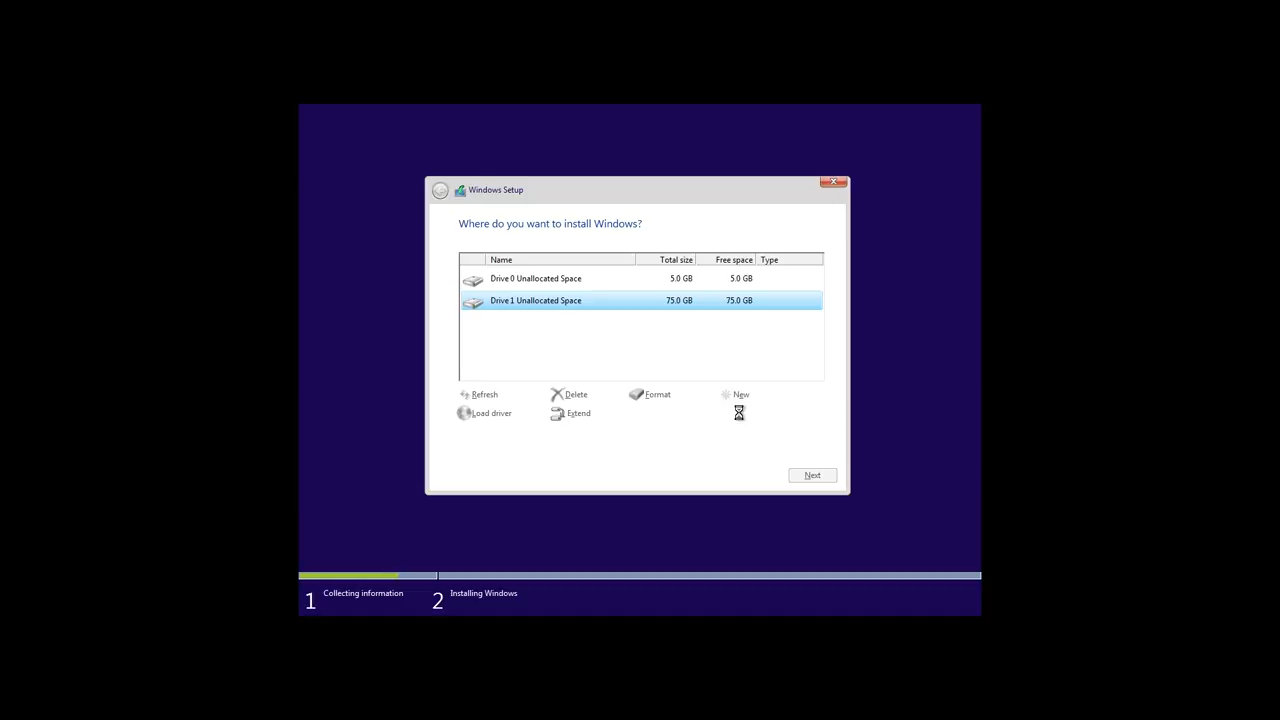 Windows Setup
Where do you want to install Windows?
Name Total size Free space Type
Drive 0 Unallocated Space 5.0 GB 5.0 GB
Drive 1 Unallocated Space 75.0 GB 75.0 GB
Refresh Delete Format New
Load driver Extend
Next
1 Collecting information 2 Installing Windows